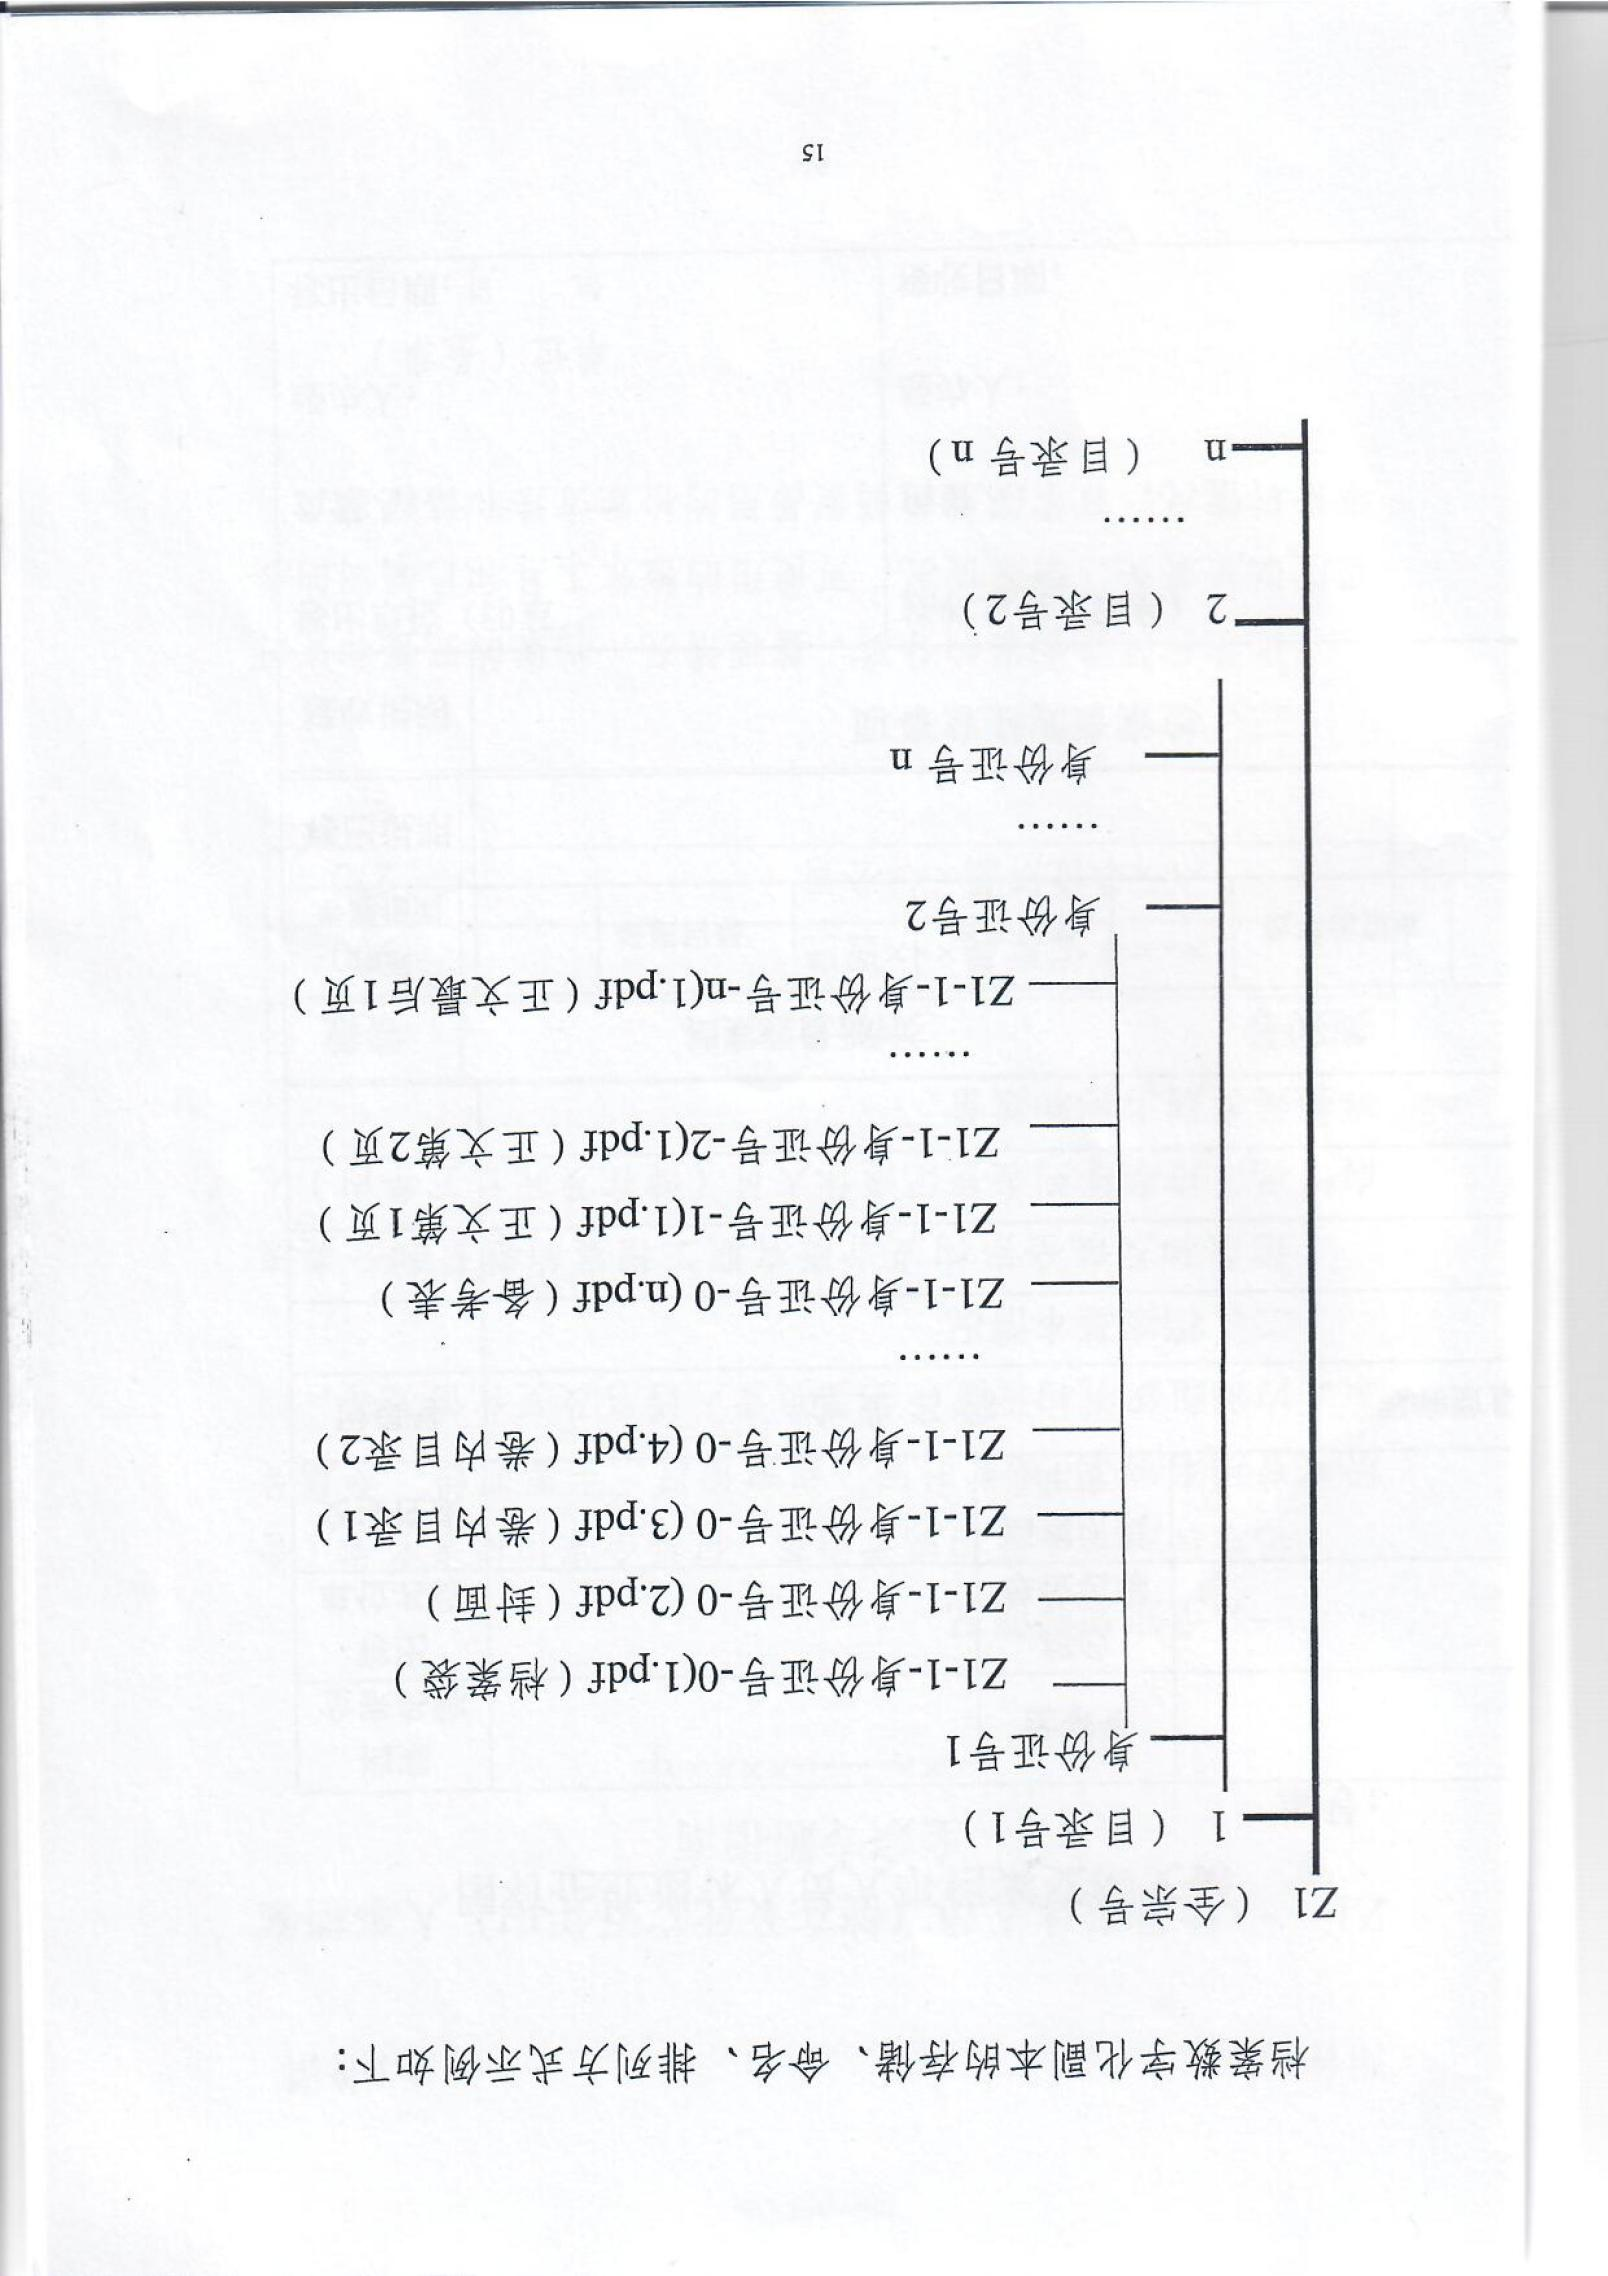 档案数字化副本的存储、命名、排列方式示例如下：
Z1 （全宗号）
1 （目录号1）
身份证号1
Z1-1-身份证号-0(1.pdf（档案袋）
Z1-1-身份证号-0 (2.pdf（封面）
Z1-1-身份证号-0 (3.pdf（卷内目录1）
Z1-1-身份证号-0 (4.pdf（卷内目录2）
……
Z1-1-身份证号-0 (n.pdf（备考表）
Z1-1-身份证号-1(1.pdf（正文第1页）
Z1-1-身份证号-2(1.pdf（正文第2页）
……
Z1-1-身份证号-n(1.pdf（正文最后1页）
身份证号2
……
身份证号 n
2 （目录号2）
……
n （目录号 n）
15